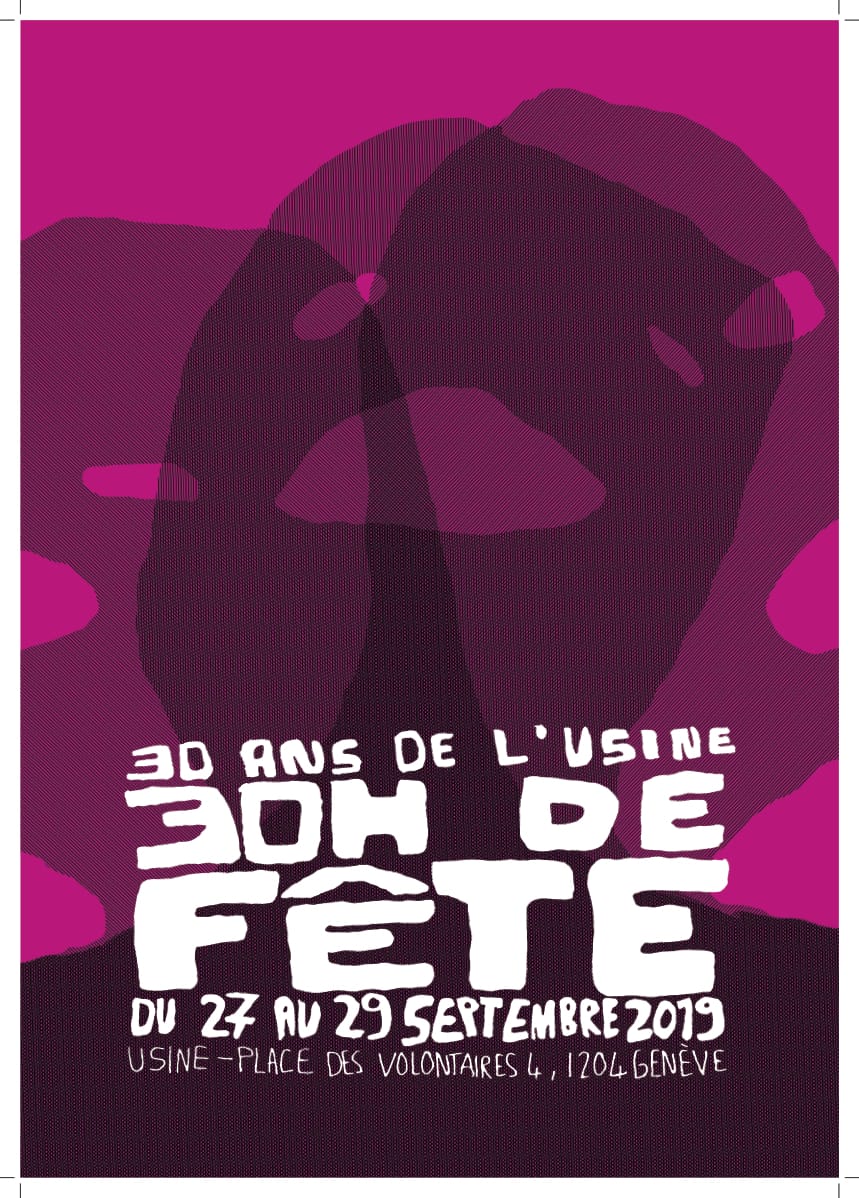 30 ANS DE L'USINE
30H DE
FÊTE
DU 27 AU 29 SEPTEMBRE 2019
USINE – PLACE DES VOLONTAIRES 4, 1204 GENÈVE